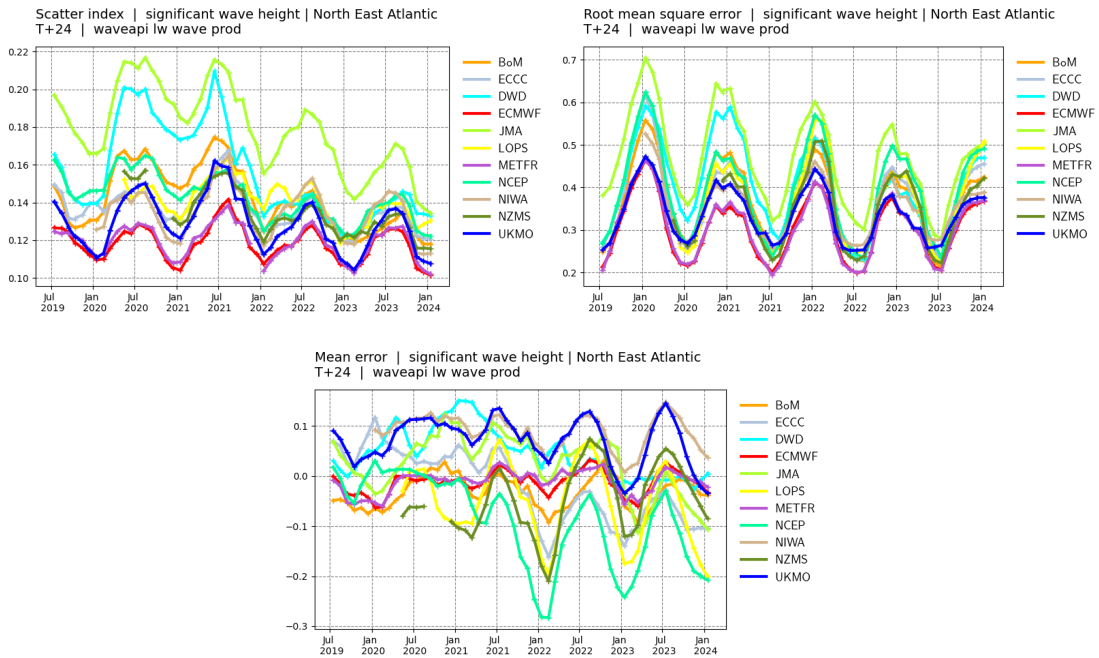 Scatter index | significant wave height | North East Atlantic
T+24 | waveapi lw wave prod
0.22
0.20
0.18
0.16
0.14
0.12
0.10
Jul
2019
Jan
2020
Jul
2020
Jan
2021
Jul
2021
Jan
2022
Jul
2022
Jan
2023
Jul
2023
Jan
2024
BoM
ECCC
DWD
ECMWF
JMA
LOPS
METFR
NCEP
NIWA
NZMS
UKMO
Root mean square error | significant wave height | North East Atlantic
T+24 | waveapi lw wave prod
0.7
0.6
0.5
0.4
0.3
0.2
Jul
2019
Jan
2020
Jul
2020
Jan
2021
Jul
2021
Jan
2022
Jul
2022
Jan
2023
Jul
2023
Jan
2024
BoM
ECCC
DWD
ECMWF
JMA
LOPS
METFR
NCEP
NIWA
NZMS
UKMO
Mean error | significant wave height | North East Atlantic
T+24 | waveapi lw wave prod
0.1
0.0
−0.1
−0.2
−0.3
Jul
2019
Jan
2020
Jul
2020
Jan
2021
Jul
2021
Jan
2022
Jul
2022
Jan
2023
Jul
2023
Jan
2024
BoM
ECCC
DWD
ECMWF
JMA
LOPS
METFR
NCEP
NIWA
NZMS
UKMO